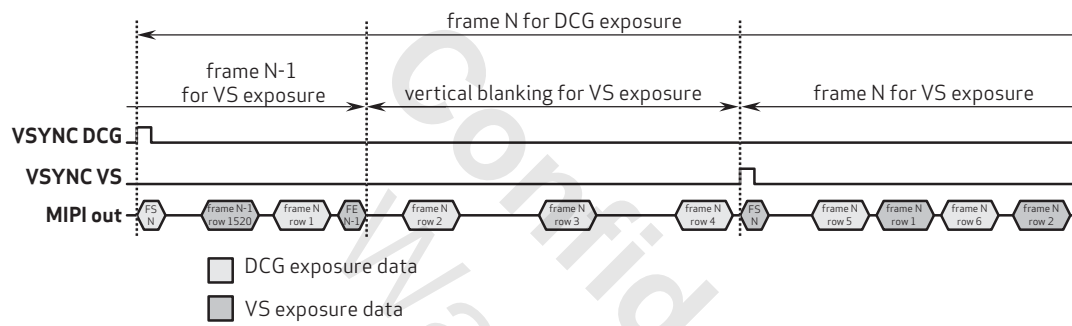 frame N for DCG exposure
frame N-1
for VS exposure
vertical blanking for VS exposure
frame N for VS exposure
VSYNC DCG
VSYNC VS
MIPI out
FS
N
frame N-1
row 1520
frame N
row 1
FE
N-1
frame N
row 2
frame N
row 3
frame N
row 4
FS
N
frame N
row 5
frame N
row 1
frame N
row 6
frame N
row 2
DCG exposure data
VS exposure data
Confid
Wa